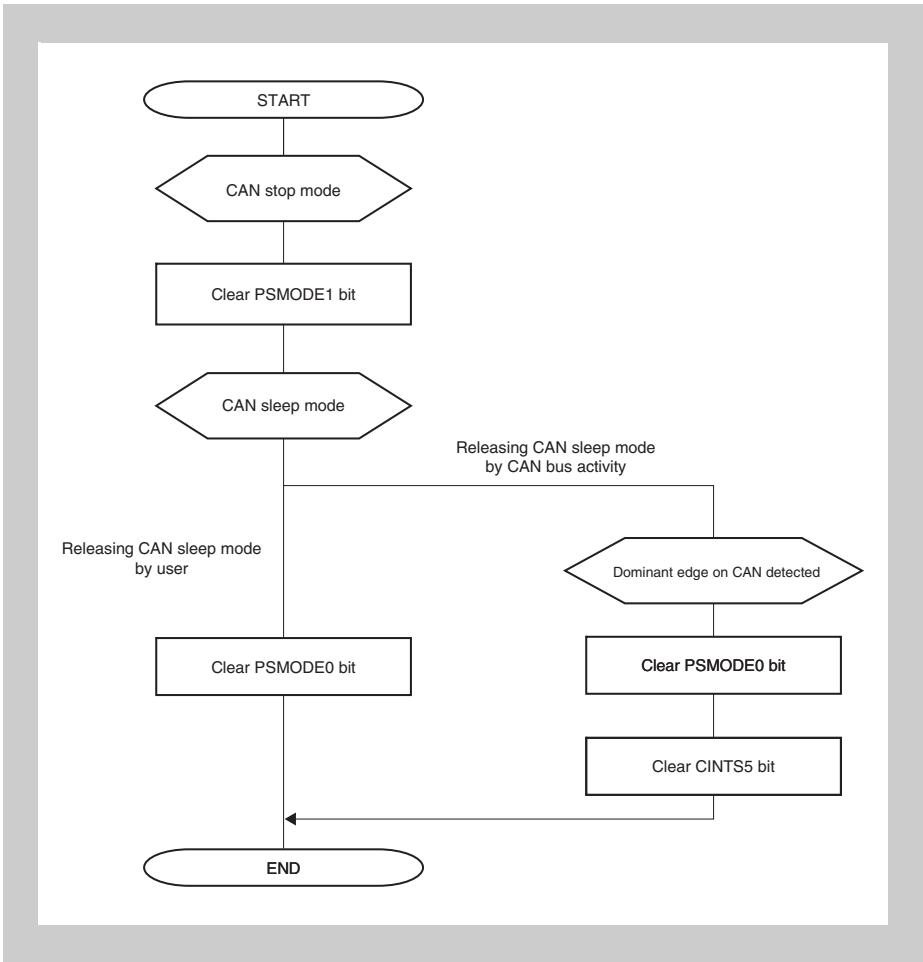 START
CAN stop mode
Clear PSMODE1 bit
CAN sleep mode
Releasing CAN sleep mode
by CAN bus activity
Releasing CAN sleep mode
by user
Dominant edge on CAN detected
Clear PSMODE0 bit
Clear PSMODE0 bit
Clear CINTS5 bit
END